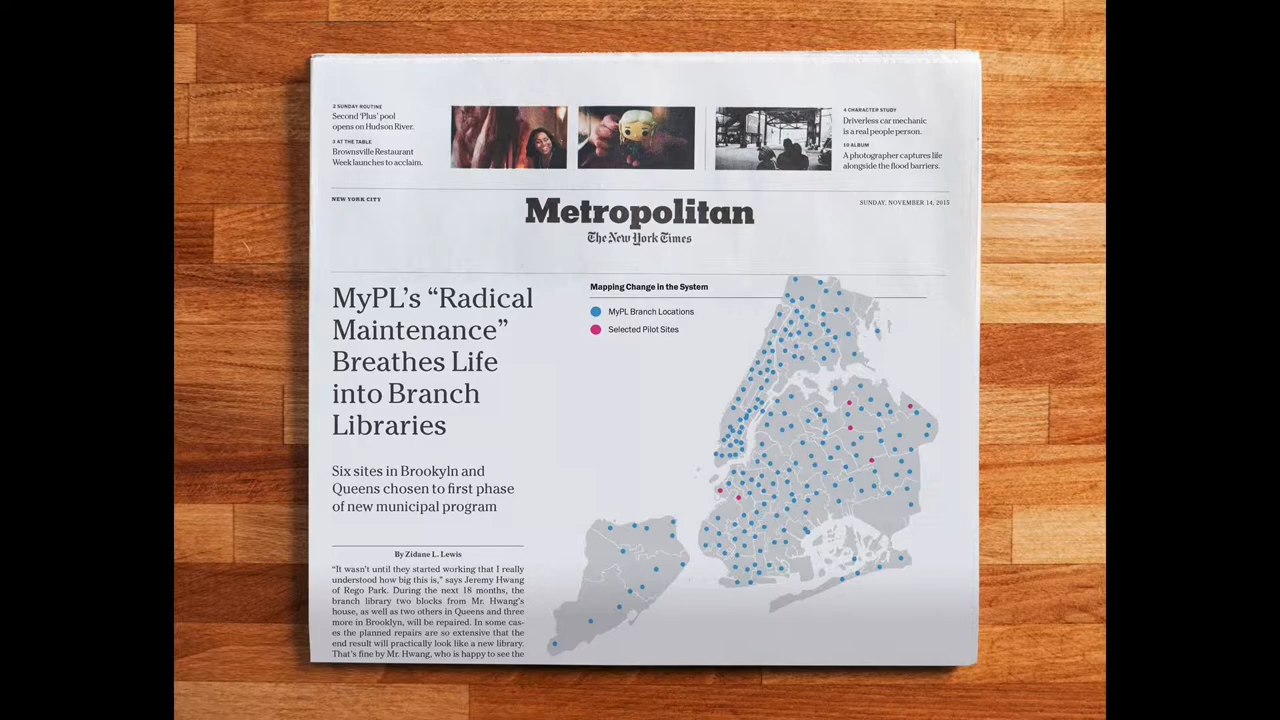 2 SUNDAY ROUTINE
Second 'Plus' pool
opens on Hudson River.
3 AT THE TABLE
Brownsville Restaurant
Week launches to acclaim.
4 CHARACTER STUDY
Driverless car mechanic
is a real people person.
10 ALBUM
A photographer captures life
alongside the flood barriers.
NEW YORK CITY
Metropolitan
The New York Times
SUNDAY, NOVEMBER 14, 2015
MyPL's “Radical
Maintenance”
Breathes Life
into Branch
Libraries
Six sites in Brookyln and
Queens chosen to first phase
of new municipal program
By Zidane L. Lewis
“It wasn't until they started working that I really
understood how big this is,” says Jeremy Hwang
of Rego Park. During the next 18 months, the
branch library two blocks from Mr. Hwang's
house, as well as two others in Queens and three
more in Brooklyn, will be repaired. In some cas-
es the planned repairs are so extensive that the
end result will practically look like a new library.
That's fine by Mr. Hwang, who is happy to see the
Mapping Change in the System
MyPL Branch Locations
Selected Pilot Sites